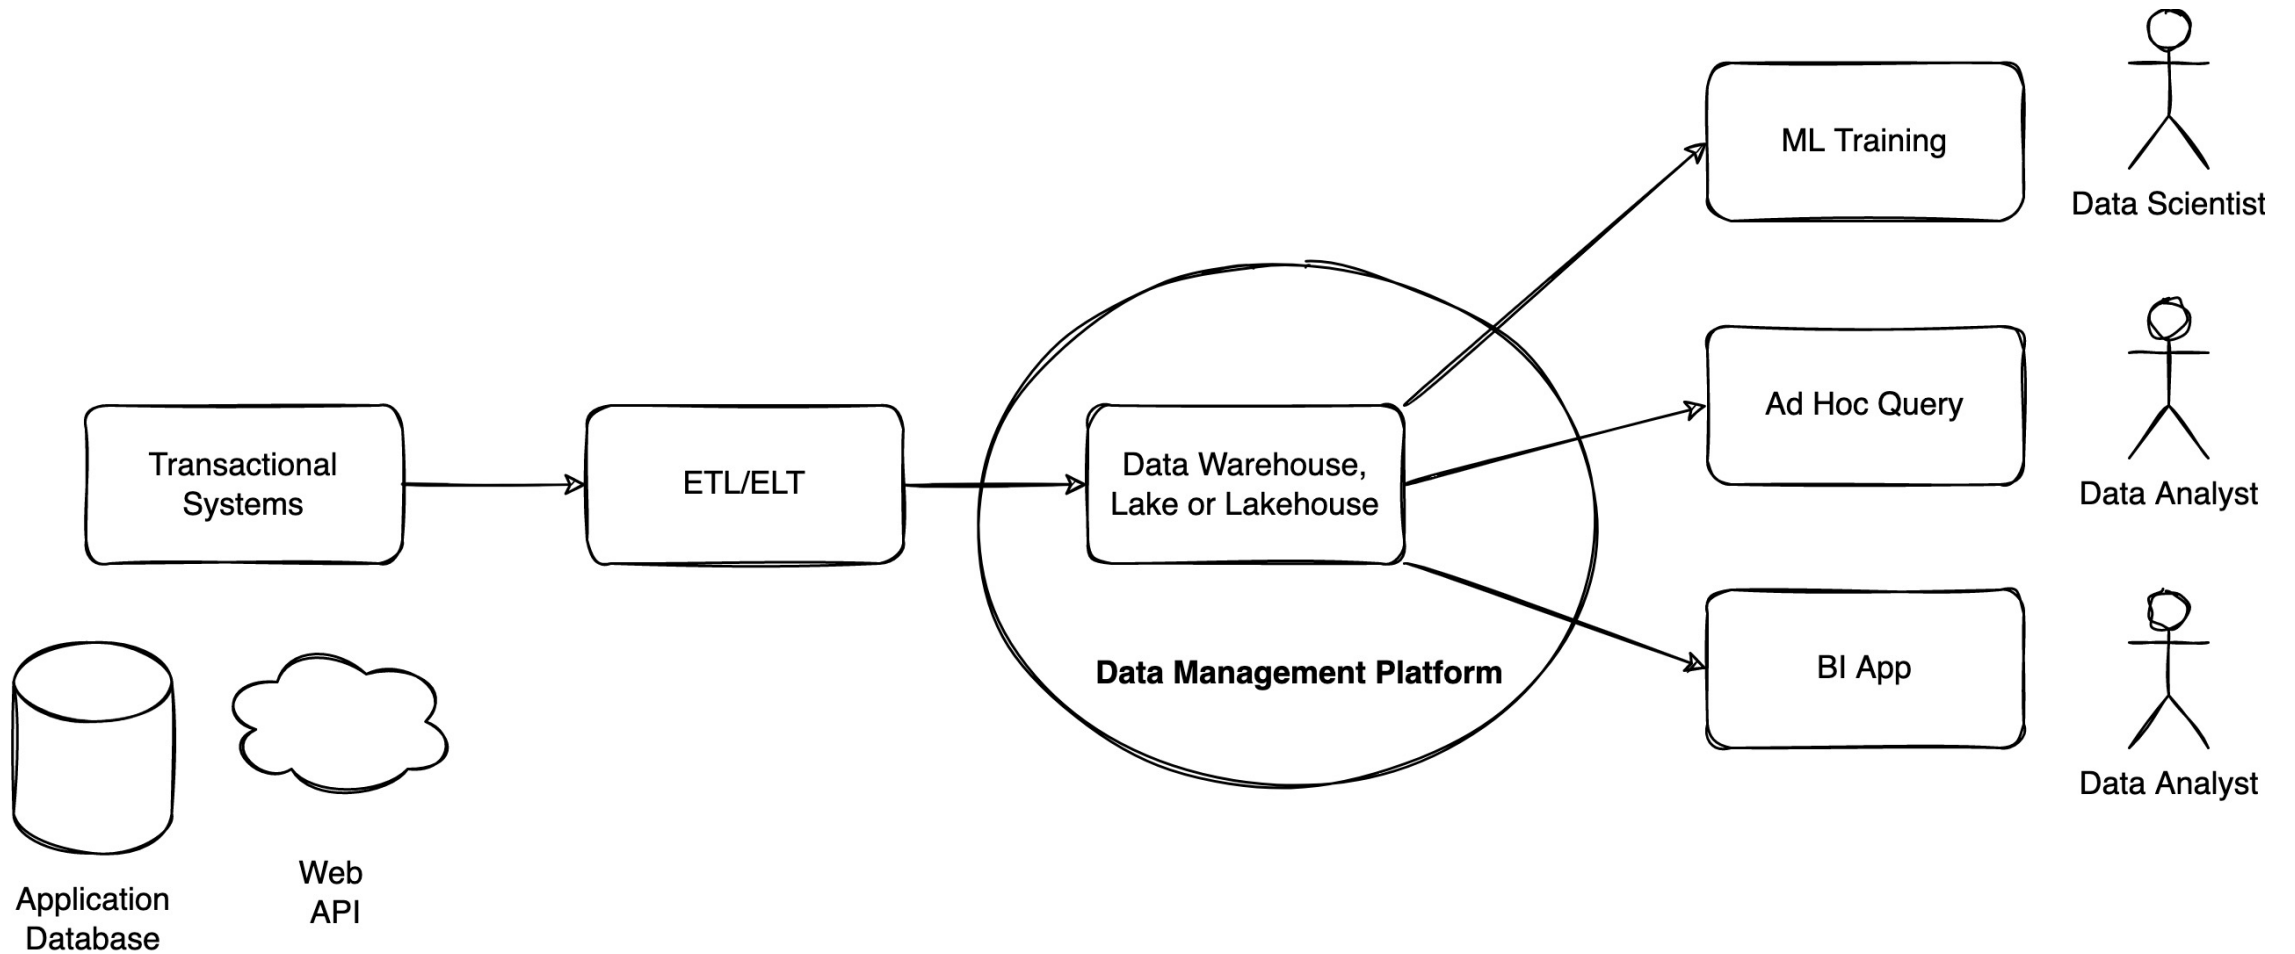 Transactional
Systems
ETL/ELT
Data Warehouse,
Lake or Lakehouse
Data Management Platform
ML Training
Data Scientist
Ad Hoc Query
Data Analyst
BI App
Data Analyst
Application
Database
Web
API